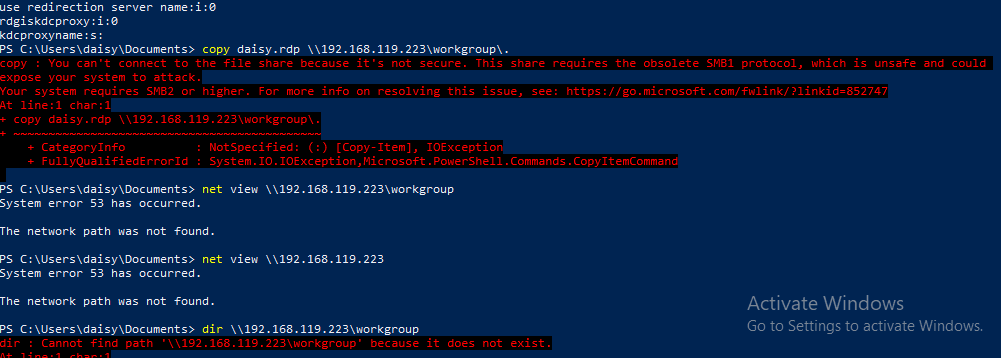 use redirection server name:i:0
rdgiskdcproxy:i:0
kdcproxyname:s:
PS C:\Users\daisy\Documents> copy daisy.rdp \\192.168.119.223\workgroup\.
copy : You can't connect to the file share because it's not secure. This share requires the obsolete SMB1 protocol, which is unsafe and could
expose your system to attack.
Your system requires SMB2 or higher. For more info on resolving this issue, see: https://go.microsoft.com/fwlink/?linkid=852747
At line:1 char:1
+ copy daisy.rdp \\192.168.119.223\workgroup\.
+ ~~~~~~~~~~~~~~~~~~~~~~~~~~~~~~~~~~~~~~~~~~~~
    + CategoryInfo          : NotSpecified: (:) [Copy-Item], IOException
    + FullyQualifiedErrorId : System.IO.IOException,Microsoft.PowerShell.Commands.CopyItemCommand
PS C:\Users\daisy\Documents> net view \\192.168.119.223\workgroup
System error 53 has occurred.
The network path was not found.
PS C:\Users\daisy\Documents> net view \\192.168.119.223
System error 53 has occurred.
The network path was not found.
PS C:\Users\daisy\Documents> dir \\192.168.119.223\workgroup
dir : Cannot find path '\\192.168.119.223\workgroup' because it does not exist.
At line:1 char:1
Activate Windows
Go to Settings to activate Windows.